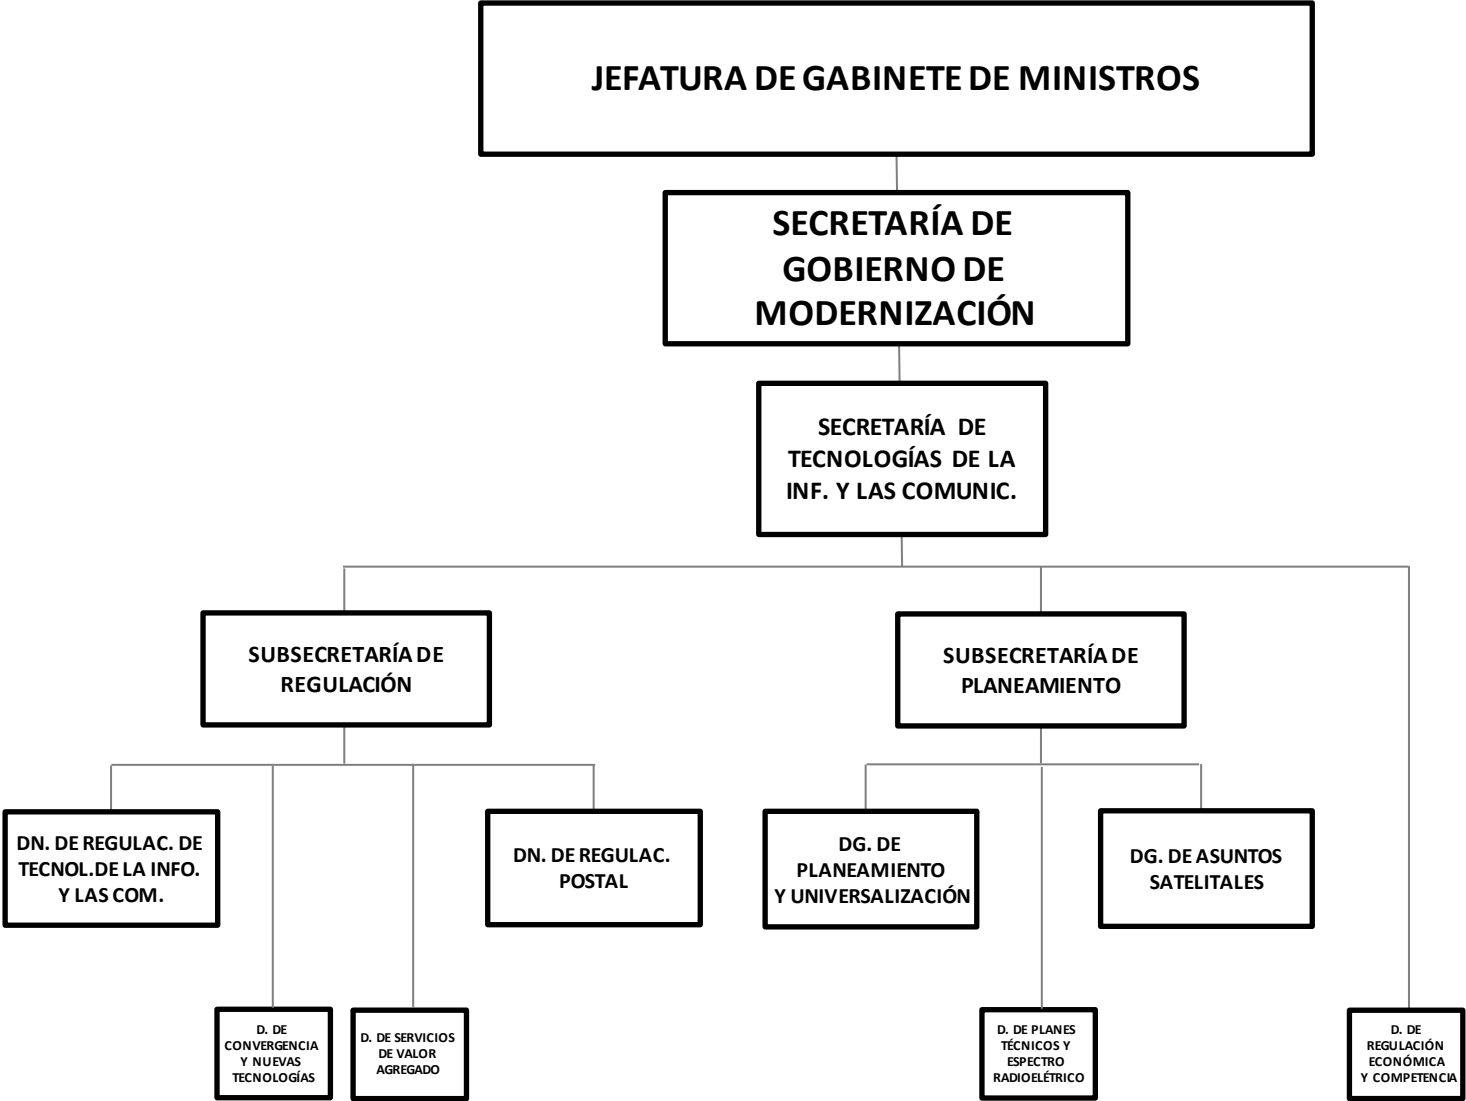 JEFATURA DE GABINETE DE MINISTROS
SECRETARÍA DE
GOBIERNO DE
MODERNIZACIÓN
SECRETARÍA DE
TECNOLOGÍAS DE LA
INF. Y LAS COMUNIC.
SUBSECRETARÍA DE
REGULACIÓN
SUBSECRETARÍA DE
PLANEAMIENTO
DN. DE REGULAC. DE
TECNOL.DE LA INFO.
Y LAS COM.
DN. DE REGULAC.
POSTAL
DG. DE
PLANEAMIENTO
Y UNIVERSALIZACIÓN
DG. DE ASUNTOS
SATELITALES
D. DE
CONVERGENCIA
Y NUEVAS
TECNOLOGÍAS
D. DE SERVICIOS
DE VALOR
AGREGADO
D. DE PLANES
TÉCNICOS Y
ESPECTRO
RADIOELÉTRICO
D. DE
REGULACIÓN
ECONÓMICA
Y COMPETENCIA